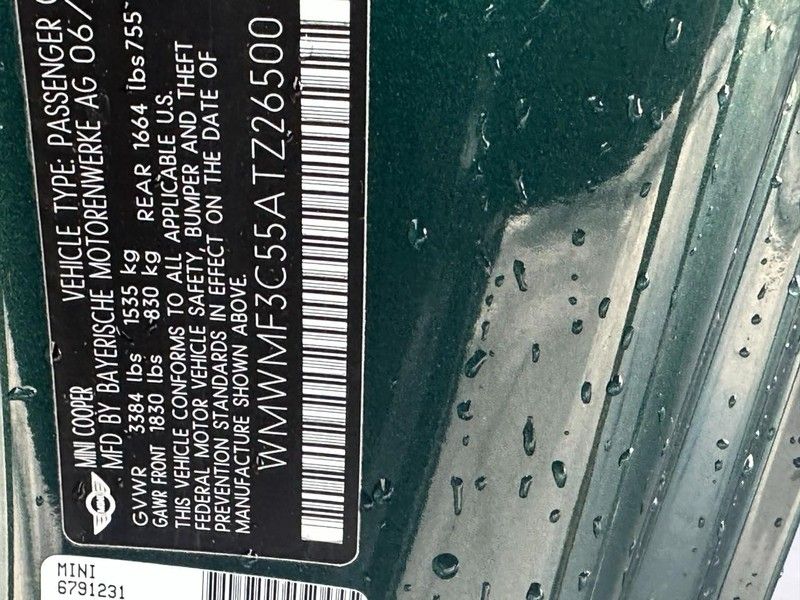 MINI COOPER VEHICLE TYPE: PASSENGER
MFD BY BAYERISCHE MOTORENWERKE AG 06/
GVWR 3384 lbs 1535 kg
GAWR FRONT 1830 lbs 830 kg REAR 1664 lbs 755
THIS VEHICLE CONFORMS TO ALL APPLICABLE U.S.
FEDERAL MOTOR VEHICLE SAFETY, BUMPER AND THEFT
PREVENTION STANDARDS IN EFFECT ON THE DATE OF
MANUFACTURE SHOWN ABOVE.
WMWMF3C55ATZ26500
MINI
6791231